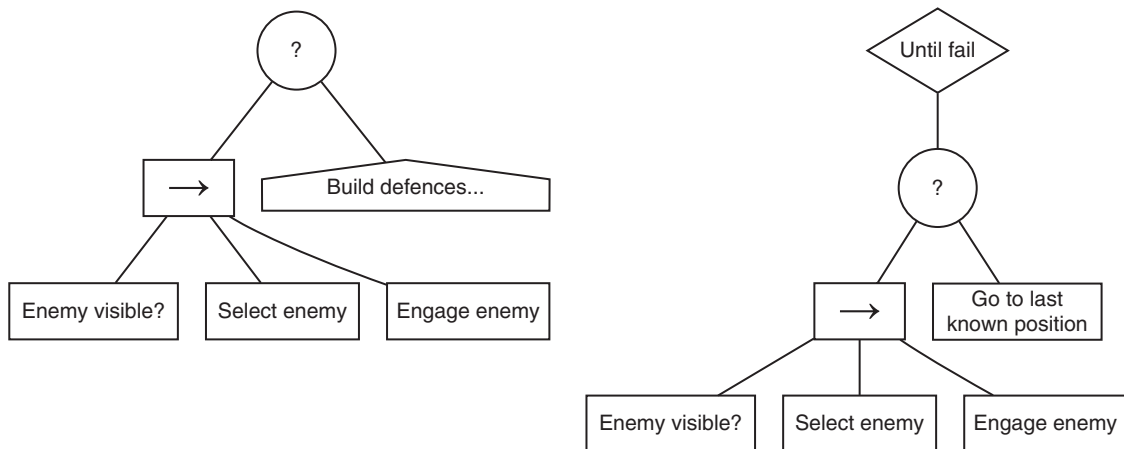 ?
→
Build defences...
Enemy visible?
Select enemy
Engage enemy
Until fail
?
→
Go to last
known position
Enemy visible?
Select enemy
Engage enemy